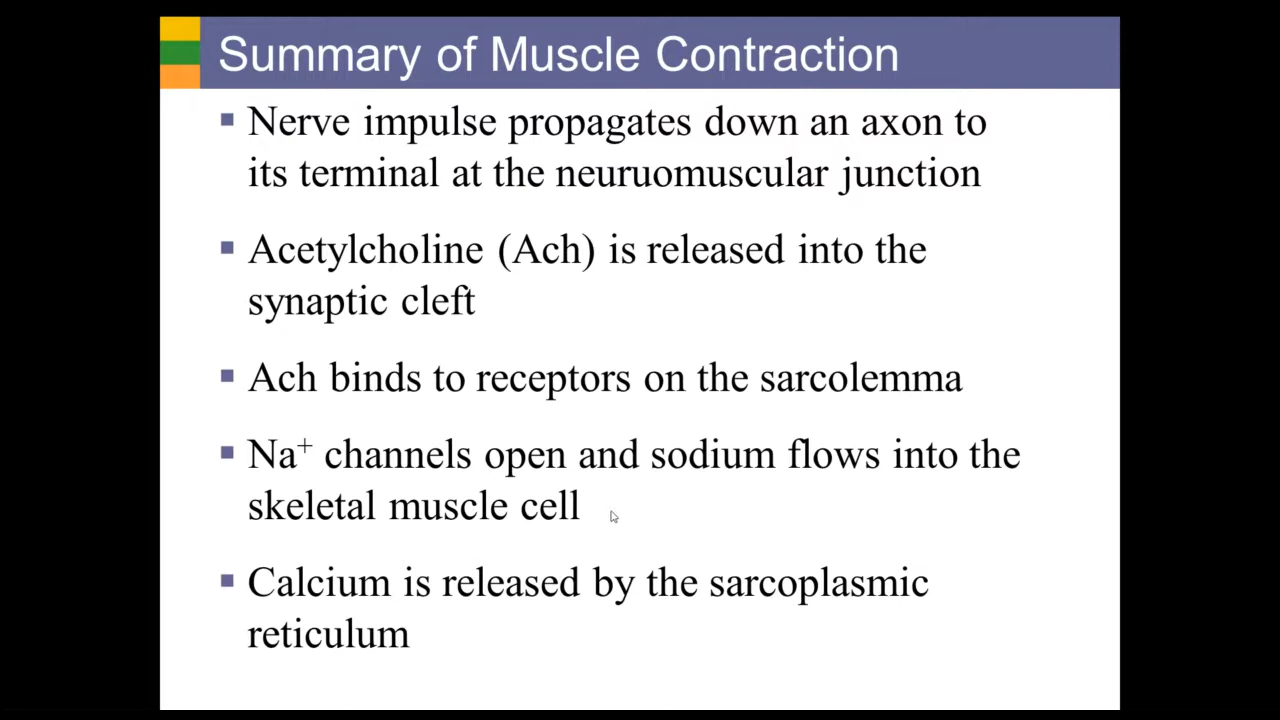 Summary of Muscle Contraction
▪ Nerve impulse propagates down an axon to
its terminal at the neuruomuscular junction
▪ Acetylcholine (Ach) is released into the
synaptic cleft
▪ Ach binds to receptors on the sarcolemma
▪ Na⁺ channels open and sodium flows into the
skeletal muscle cell
▪ Calcium is released by the sarcoplasmic
reticulum